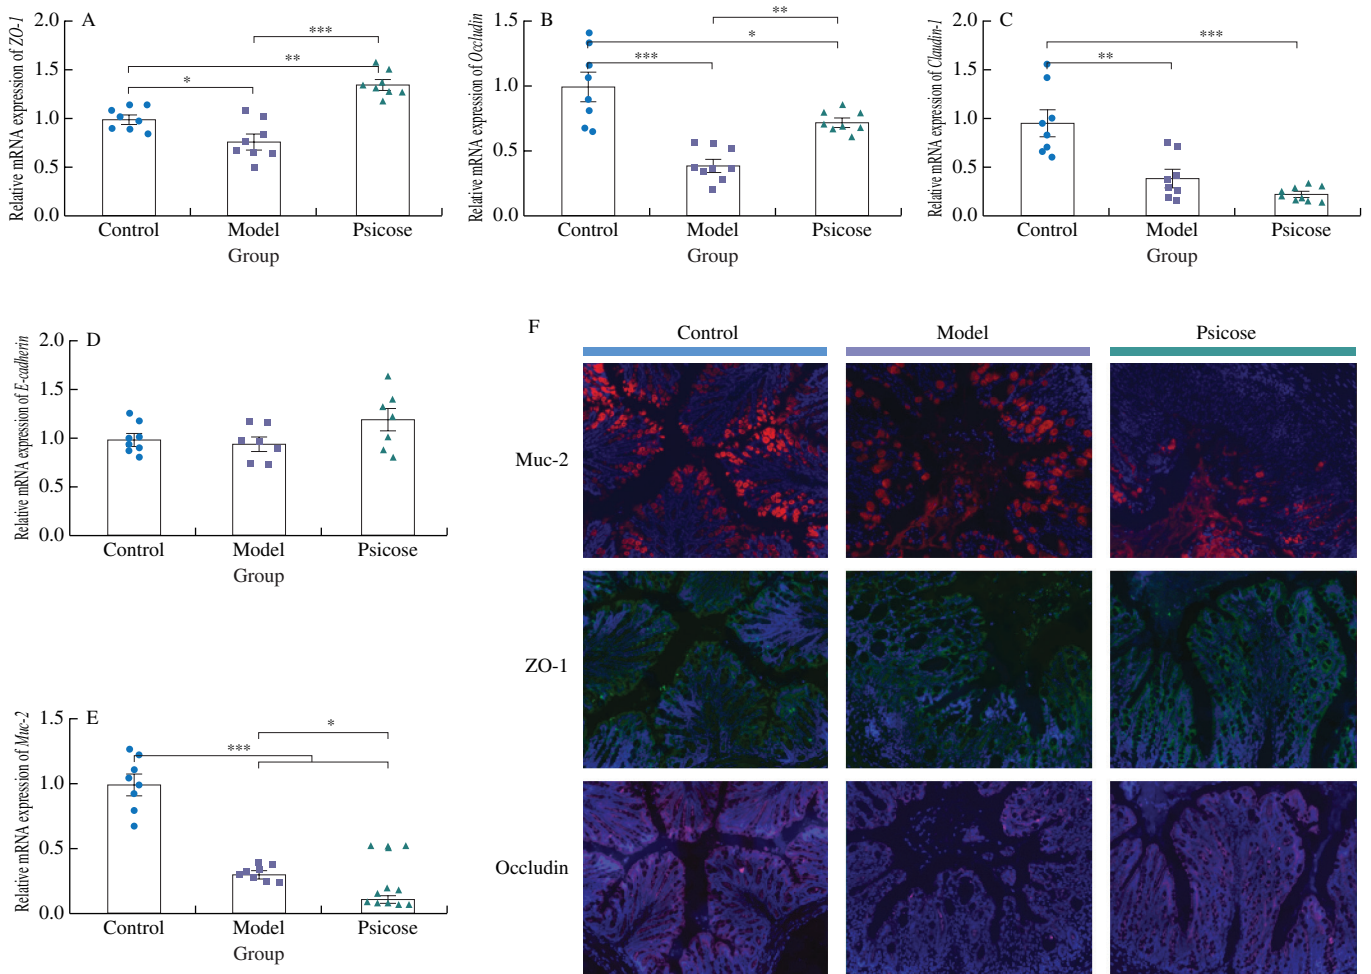 A
Relative mRNA expression of ZO-1
2.0
1.5
1.0
0.5
0.0
***
**
*
Control Model Psicose
Group
B
Relative mRNA expression of Occludin
1.5
1.0
0.5
0.0
**
*
***
Control Model Psicose
Group
C
Relative mRNA expression of Claudin-1
2.0
1.5
1.0
0.5
0.0
***
**
Control Model Psicose
Group
D
Relative mRNA expression of E-cadherin
2.0
1.5
1.0
0.5
0.0
Control Model Psicose
Group
E
Relative mRNA expression of Muc-2
1.5
1.0
0.5
0.0
*
***
Control Model Psicose
Group
F
Control Model Psicose
Muc-2
ZO-1
Occludin